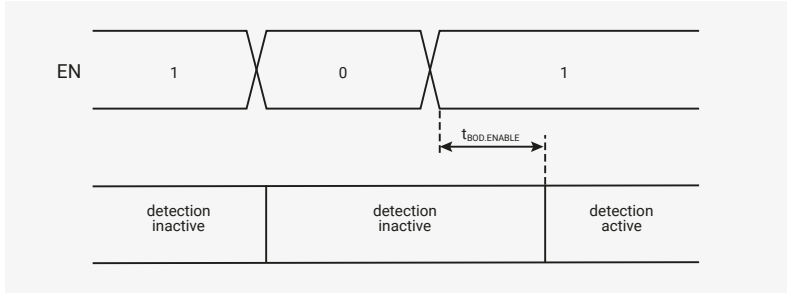 EN 1 0 1
tBOD.ENABLE
detection detection detection
inactive inactive active